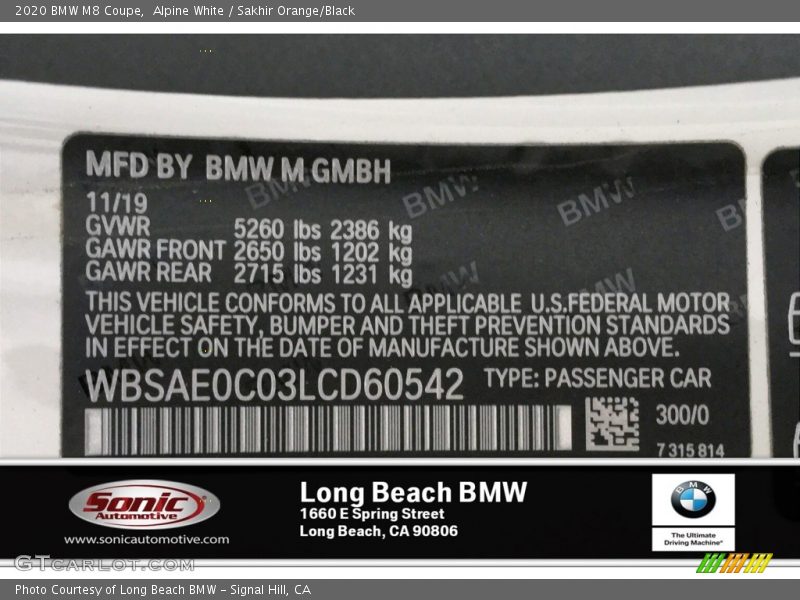 2020 BMW M8 Coupe,  Alpine White / Sakhir Orange/Black
MFD BY BMW M GMBH
11/19
GVWR 5260 lbs 2386 kg
GAWR FRONT 2650 lbs 1202 kg
GAWR REAR 2715 lbs 1231 kg
THIS VEHICLE CONFORMS TO ALL APPLICABLE U.S.FEDERAL MOTOR
VEHICLE SAFETY, BUMPER AND THEFT PREVENTION STANDARDS
IN EFFECT ON THE DATE OF MANUFACTURE SHOWN ABOVE.
WBSAE0C03LCD60542 TYPE: PASSENGER CAR
300/0
7315814
Sonic
Automotive
www.sonicautomotive.com
Long Beach BMW
1660 E Spring Street
Long Beach, CA 90806
BMW
The Ultimate
Driving Machine®
GTcarlot.com
Photo Courtesy of Long Beach BMW - Signal Hill, CA